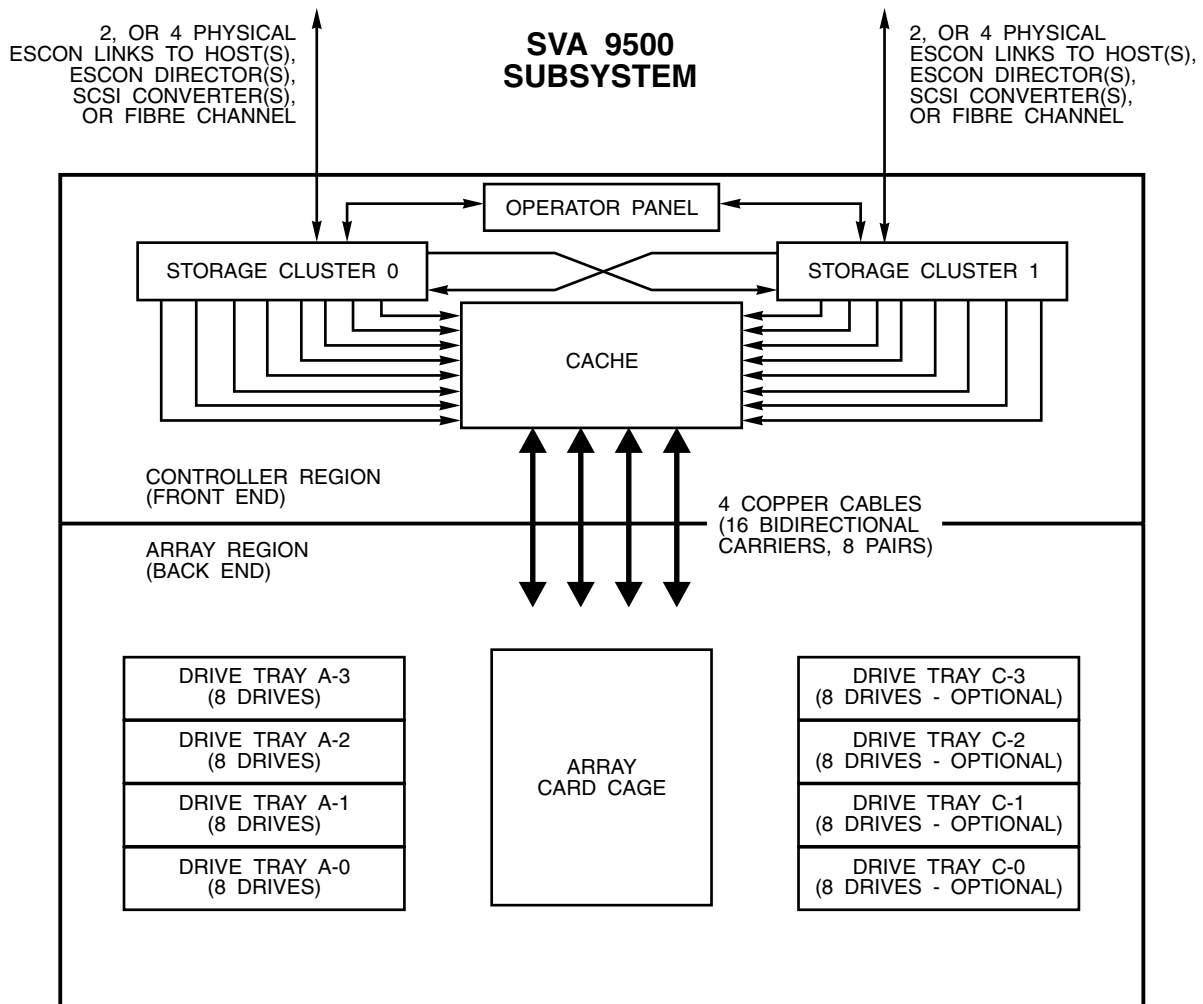 2, OR 4 PHYSICAL
ESCON LINKS TO HOST(S),
ESCON DIRECTOR(S),
SCSI CONVERTER(S),
OR FIBRE CHANNEL
SVA 9500
SUBSYSTEM
2, OR 4 PHYSICAL
ESCON LINKS TO HOST(S),
ESCON DIRECTOR(S),
SCSI CONVERTER(S),
OR FIBRE CHANNEL
OPERATOR PANEL
STORAGE CLUSTER 0
STORAGE CLUSTER 1
CACHE
CONTROLLER REGION
(FRONT END)
4 COPPER CABLES
(16 BIDIRECTIONAL
CARRIERS, 8 PAIRS)
ARRAY REGION
(BACK END)
DRIVE TRAY A-3
(8 DRIVES)
DRIVE TRAY A-2
(8 DRIVES)
DRIVE TRAY A-1
(8 DRIVES)
DRIVE TRAY A-0
(8 DRIVES)
ARRAY
CARD CAGE
DRIVE TRAY C-3
(8 DRIVES - OPTIONAL)
DRIVE TRAY C-2
(8 DRIVES - OPTIONAL)
DRIVE TRAY C-1
(8 DRIVES - OPTIONAL)
DRIVE TRAY C-0
(8 DRIVES - OPTIONAL)